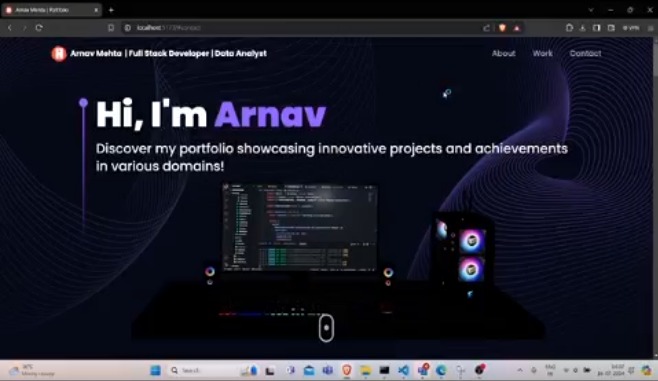 Arnav Mehta | Portfolio
localhost:5173/#contact
VPN
Arnav Mehta | Full Stack Developer | Data Analyst
About
Work
Contact
Hi, I'm Arnav
Discover my portfolio showcasing innovative projects and achievements
in various domains!
Search
ENG
IN